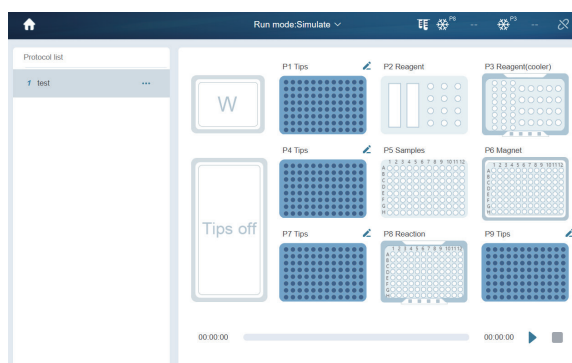 Run mode:Simulate
P8
--
P3
--
Protocol list
f test
...
P1 Tips
P2 Reagent
P3 Reagent(cooler)
W
P4 Tips
P5 Samples
P6 Magnet
1 2 3 4 5 6 7 8 9 10 11 12
A
B
C
D
E
F
G
H
1 2 3 4 5 6 7 8 9 10 11 12
A
B
C
D
E
F
G
H
Tips off
P7 Tips
P8 Reaction
P9 Tips
1 2 3 4 5 6 7 8 9 10 11 12
A
B
C
D
E
F
G
H
00:00:00
00:00:00